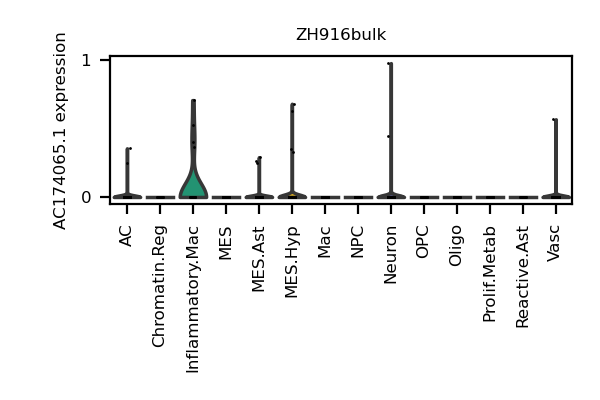 ZH916bulk
AC174065.1 expression
1
0
AC
Chromatin.Reg
Inflammatory.Mac
MES
MES.Ast
MES.Hyp
Mac
NPC
Neuron
OPC
Oligo
Prolif.Metab
Reactive.Ast
Vasc